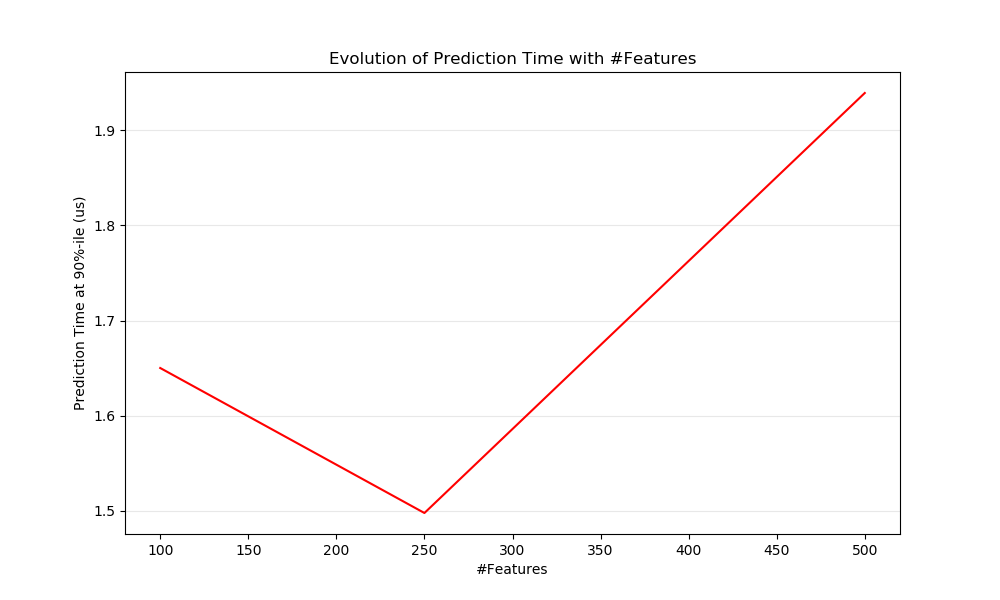 Evolution of Prediction Time with #Features
Prediction Time at 90%-ile (us)
1.9
1.8
1.7
1.6
1.5
100 150 200 250 300 350 400 450 500
#Features